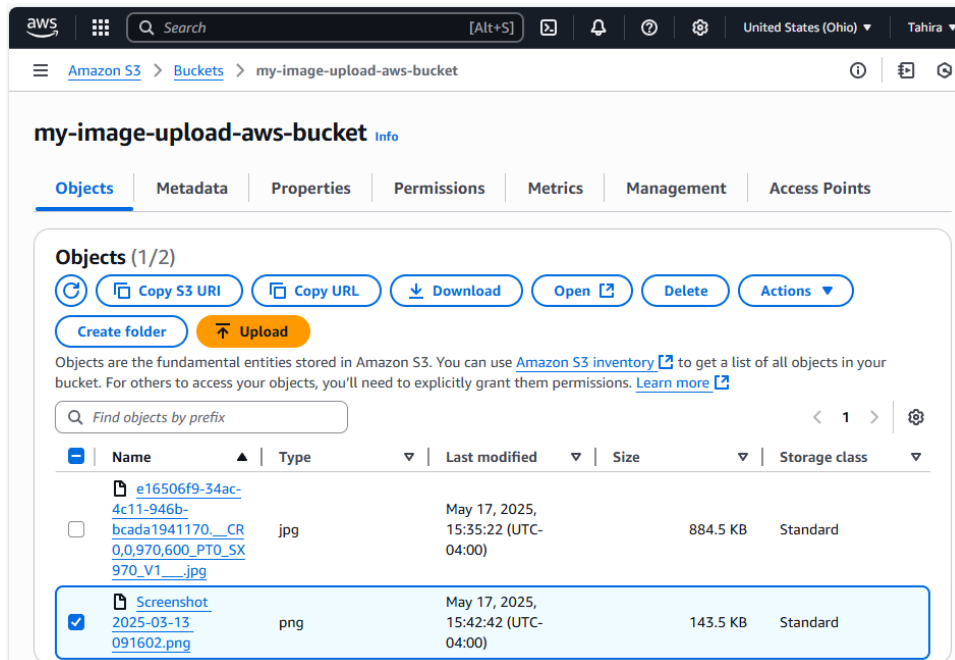 aws
Search [Alt+S] United States (Ohio) Tahira
Amazon S3 > Buckets > my-image-upload-aws-bucket
my-image-upload-aws-bucket Info
Objects Metadata Properties Permissions Metrics Management Access Points
Objects (1/2)
Copy S3 URI Copy URL Download Open Delete Actions
Create folder Upload
Objects are the fundamental entities stored in Amazon S3. You can use Amazon S3 inventory to get a list of all objects in your
bucket. For others to access your objects, you'll need to explicitly grant them permissions. Learn more
Find objects by prefix
1
Name Type Last modified Size Storage class
e16506f9-34ac-
4c11-946b-
bcada1941170.__CR
0,0,970,600_PT0_SX
970_V1___.jpg
jpg
May 17, 2025,
15:35:22 (UTC-
04:00)
884.5 KB
Standard
Screenshot
2025-03-13
091602.png
png
May 17, 2025,
15:42:42 (UTC-
04:00)
143.5 KB
Standard